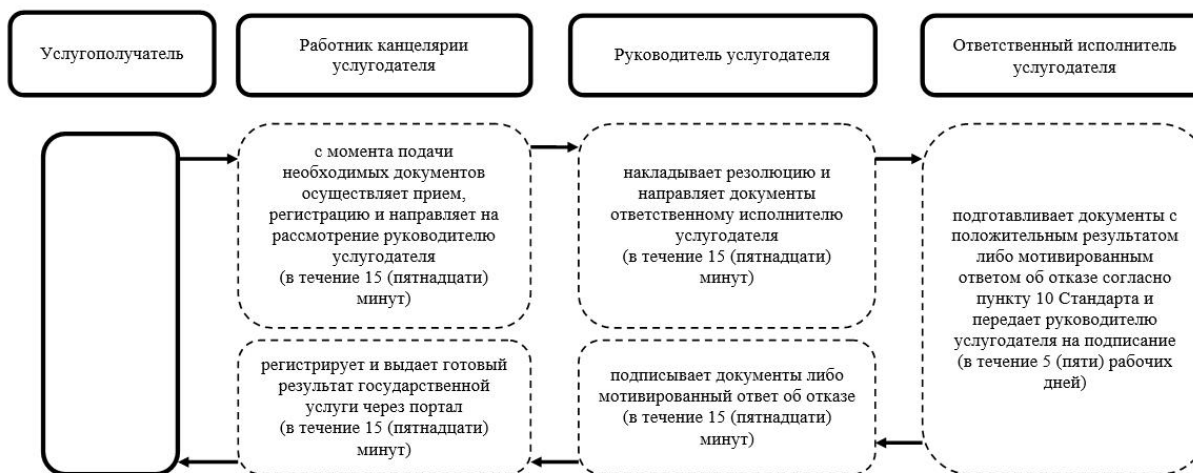 Услугополучатель
Работник канцелярии
услугодателя
Руководитель услугодателя
Ответственный исполнитель
услугодателя
с момента подачи
необходимых документов
осуществляет прием,
регистрацию и направляет на
рассмотрение руководителю
услугодателя
(в течение 15 (пятнадцати)
минут)
накладывает резолюцию и
направляет документы
ответственному исполнителю
услугодателя
(в течение 15 (пятнадцати)
минут)
подготавливает документы с
положительным результатом
либо мотивированным
ответом об отказе согласно
пункту 10 Стандарта и
передает руководителю
услугодателя на подписание
(в течение 5 (пяти) рабочих
дней)
подписывает документы либо
мотивированный ответ об отказе
(в течение 15 (пятнадцати)
минут)
регистрирует и выдает готовый
результат государственной
услуги через портал
(в течение 15 (пятнадцати)
минут)